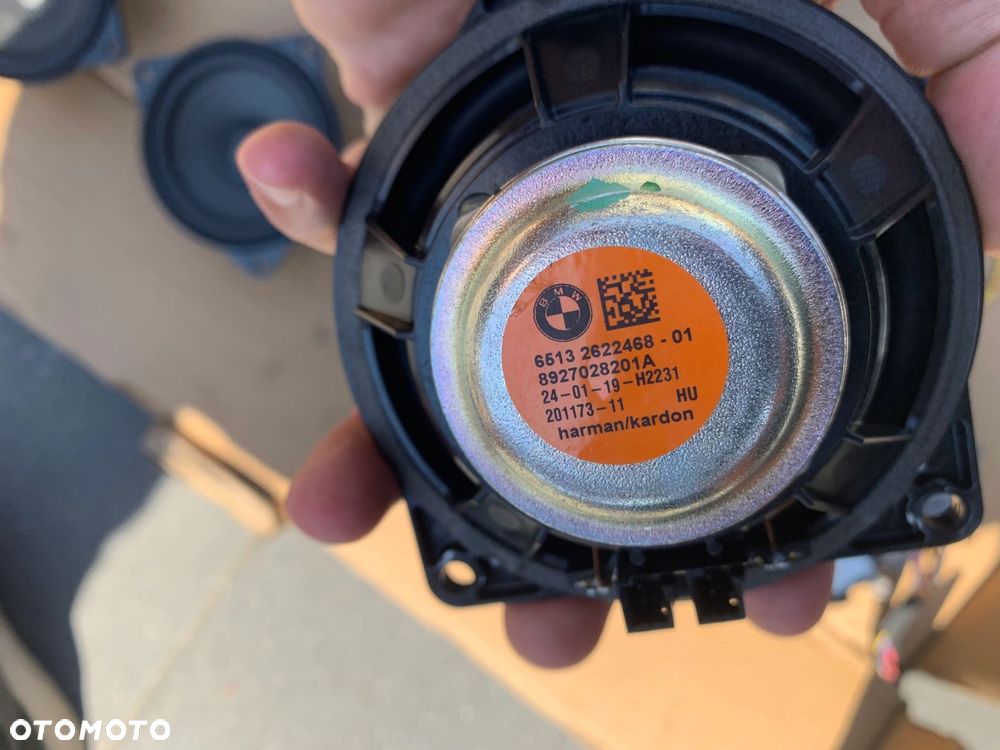 BMW
6513 2622468 - 01
8927028201A
24-01-19-H2231
201173-11 HU
harman/kardon
OTOMOTO